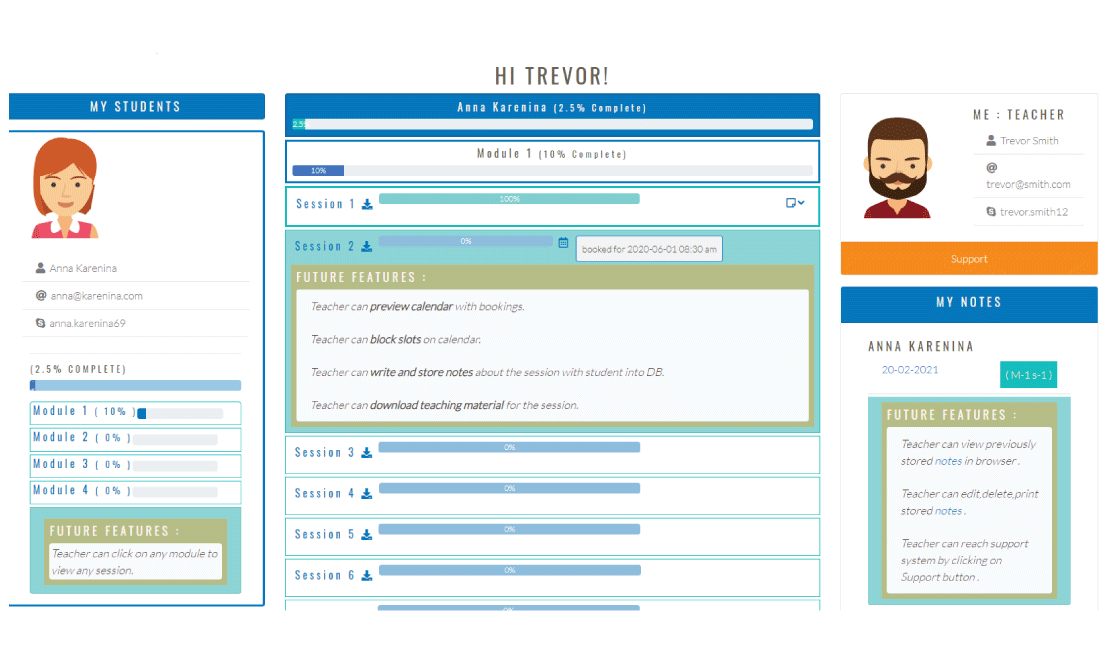 HI TREVOR!
MY STUDENTS
Anna Karenina
anna@karenina.com
anna.karenina69
(2.5% COMPLETE)
Module 1 ( 10% )
Module 2 ( 0% )
Module 3 ( 0% )
Module 4 ( 0% )
FUTURE FEATURES :
Teacher can click on any module to
view any session.
Anna Karenina (2.5% Complete)
2.5%
Module 1 (10% Complete)
10%
Session 1 100%
Session 2 0% booked for 2020-06-01 08:30 am
FUTURE FEATURES :
Teacher can preview calendar with bookings.
Teacher can block slots on calendar.
Teacher can write and store notes about the session with student into DB.
Teacher can download teaching material for the session.
Session 3 0%
Session 4 0%
Session 5 0%
Session 6 0%
0%
ME : TEACHER
Trevor Smith
@
trevor@smith.com
trevor.smith12
Support
MY NOTES
ANNA KARENINA
20-02-2021
( M-1 s-1 )
FUTURE FEATURES :
Teacher can view previously
stored notes in browser .
Teacher can edit,delete,print
stored notes .
Teacher can reach support
system by clicking on
Support button .